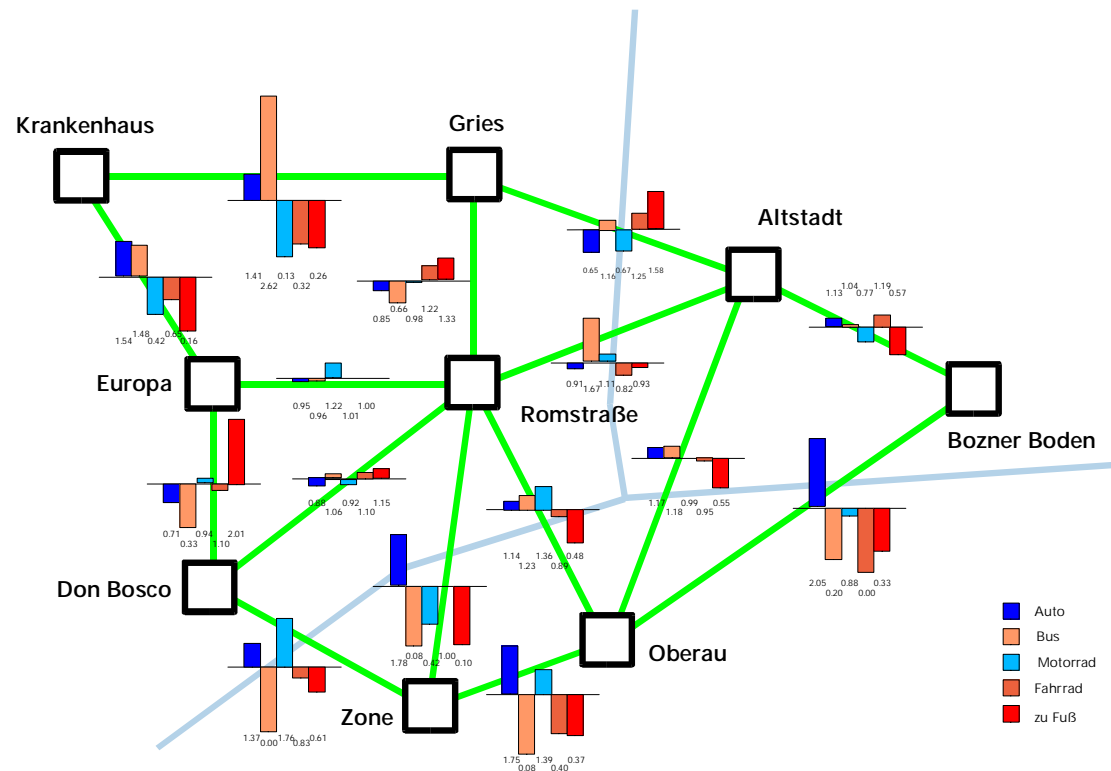 Krankenhaus
Gries
Altstadt
1.41 0.13 0.26
2.62 0.32
0.65 0.67 1.58
1.16 1.25
0.66 1.22
0.85 0.98 1.33
1.04 1.19
1.13 0.77 0.57
1.48 0.65
1.54 0.42 0.16
Europa
Romstraße
Bozner Boden
0.95 1.22 1.00
0.96 1.01
0.91 1.11 0.93
1.67 0.82
0.71 0.94 2.01
0.33 1.10
0.88 0.92 1.15
1.06 1.10
1.17 0.99 0.55
1.18 0.95
1.14 1.36 0.48
1.23 0.89
2.05 0.88 0.33
0.20 0.00
Don Bosco
Oberau
Zone
0.08 1.00
1.78 0.42 0.10
1.37 1.76 0.61
0.00 0.83
1.75 1.39 0.37
0.08 0.40
Auto
Bus
Motorrad
Fahrrad
zu Fuß